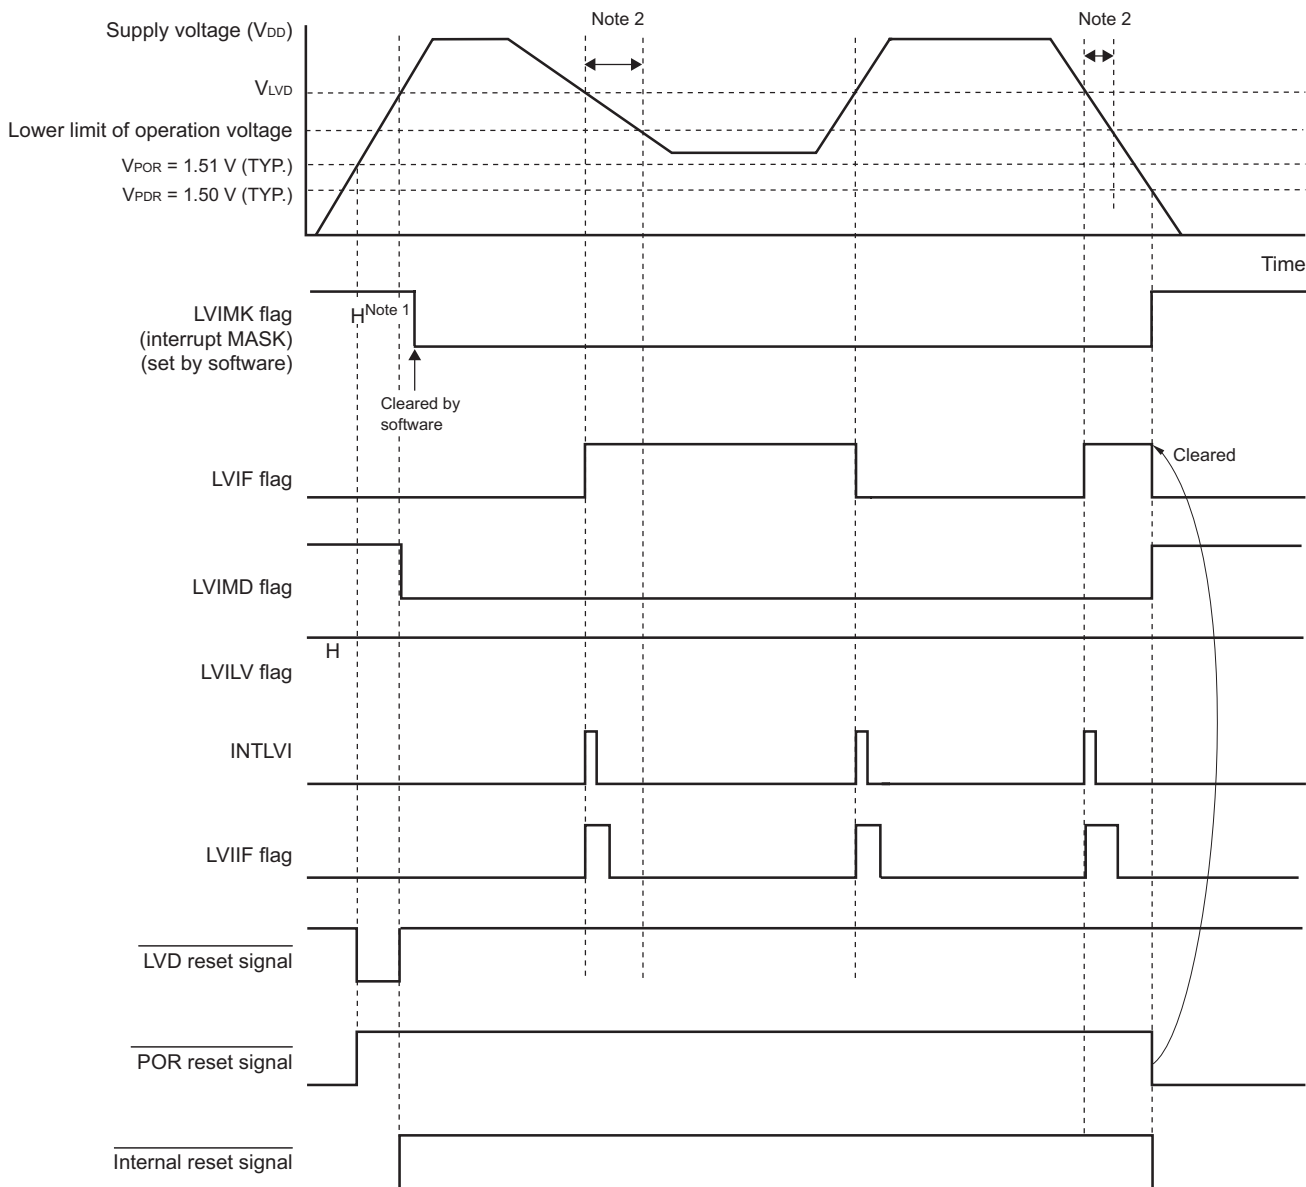 Note 2
Note 2
Supply voltage (VDD)
VLVD
Lower limit of operation voltage
VPOR = 1.51 V (TYP.)
VPDR = 1.50 V (TYP.)
Time
LVIMK flag
(interrupt MASK)
(set by software)
H Note 1
Cleared by
software
LVIF flag
Cleared
LVIMD flag
H
LVILV flag
INTLVI
LVIIF flag
LVD reset signal
POR reset signal
Internal reset signal